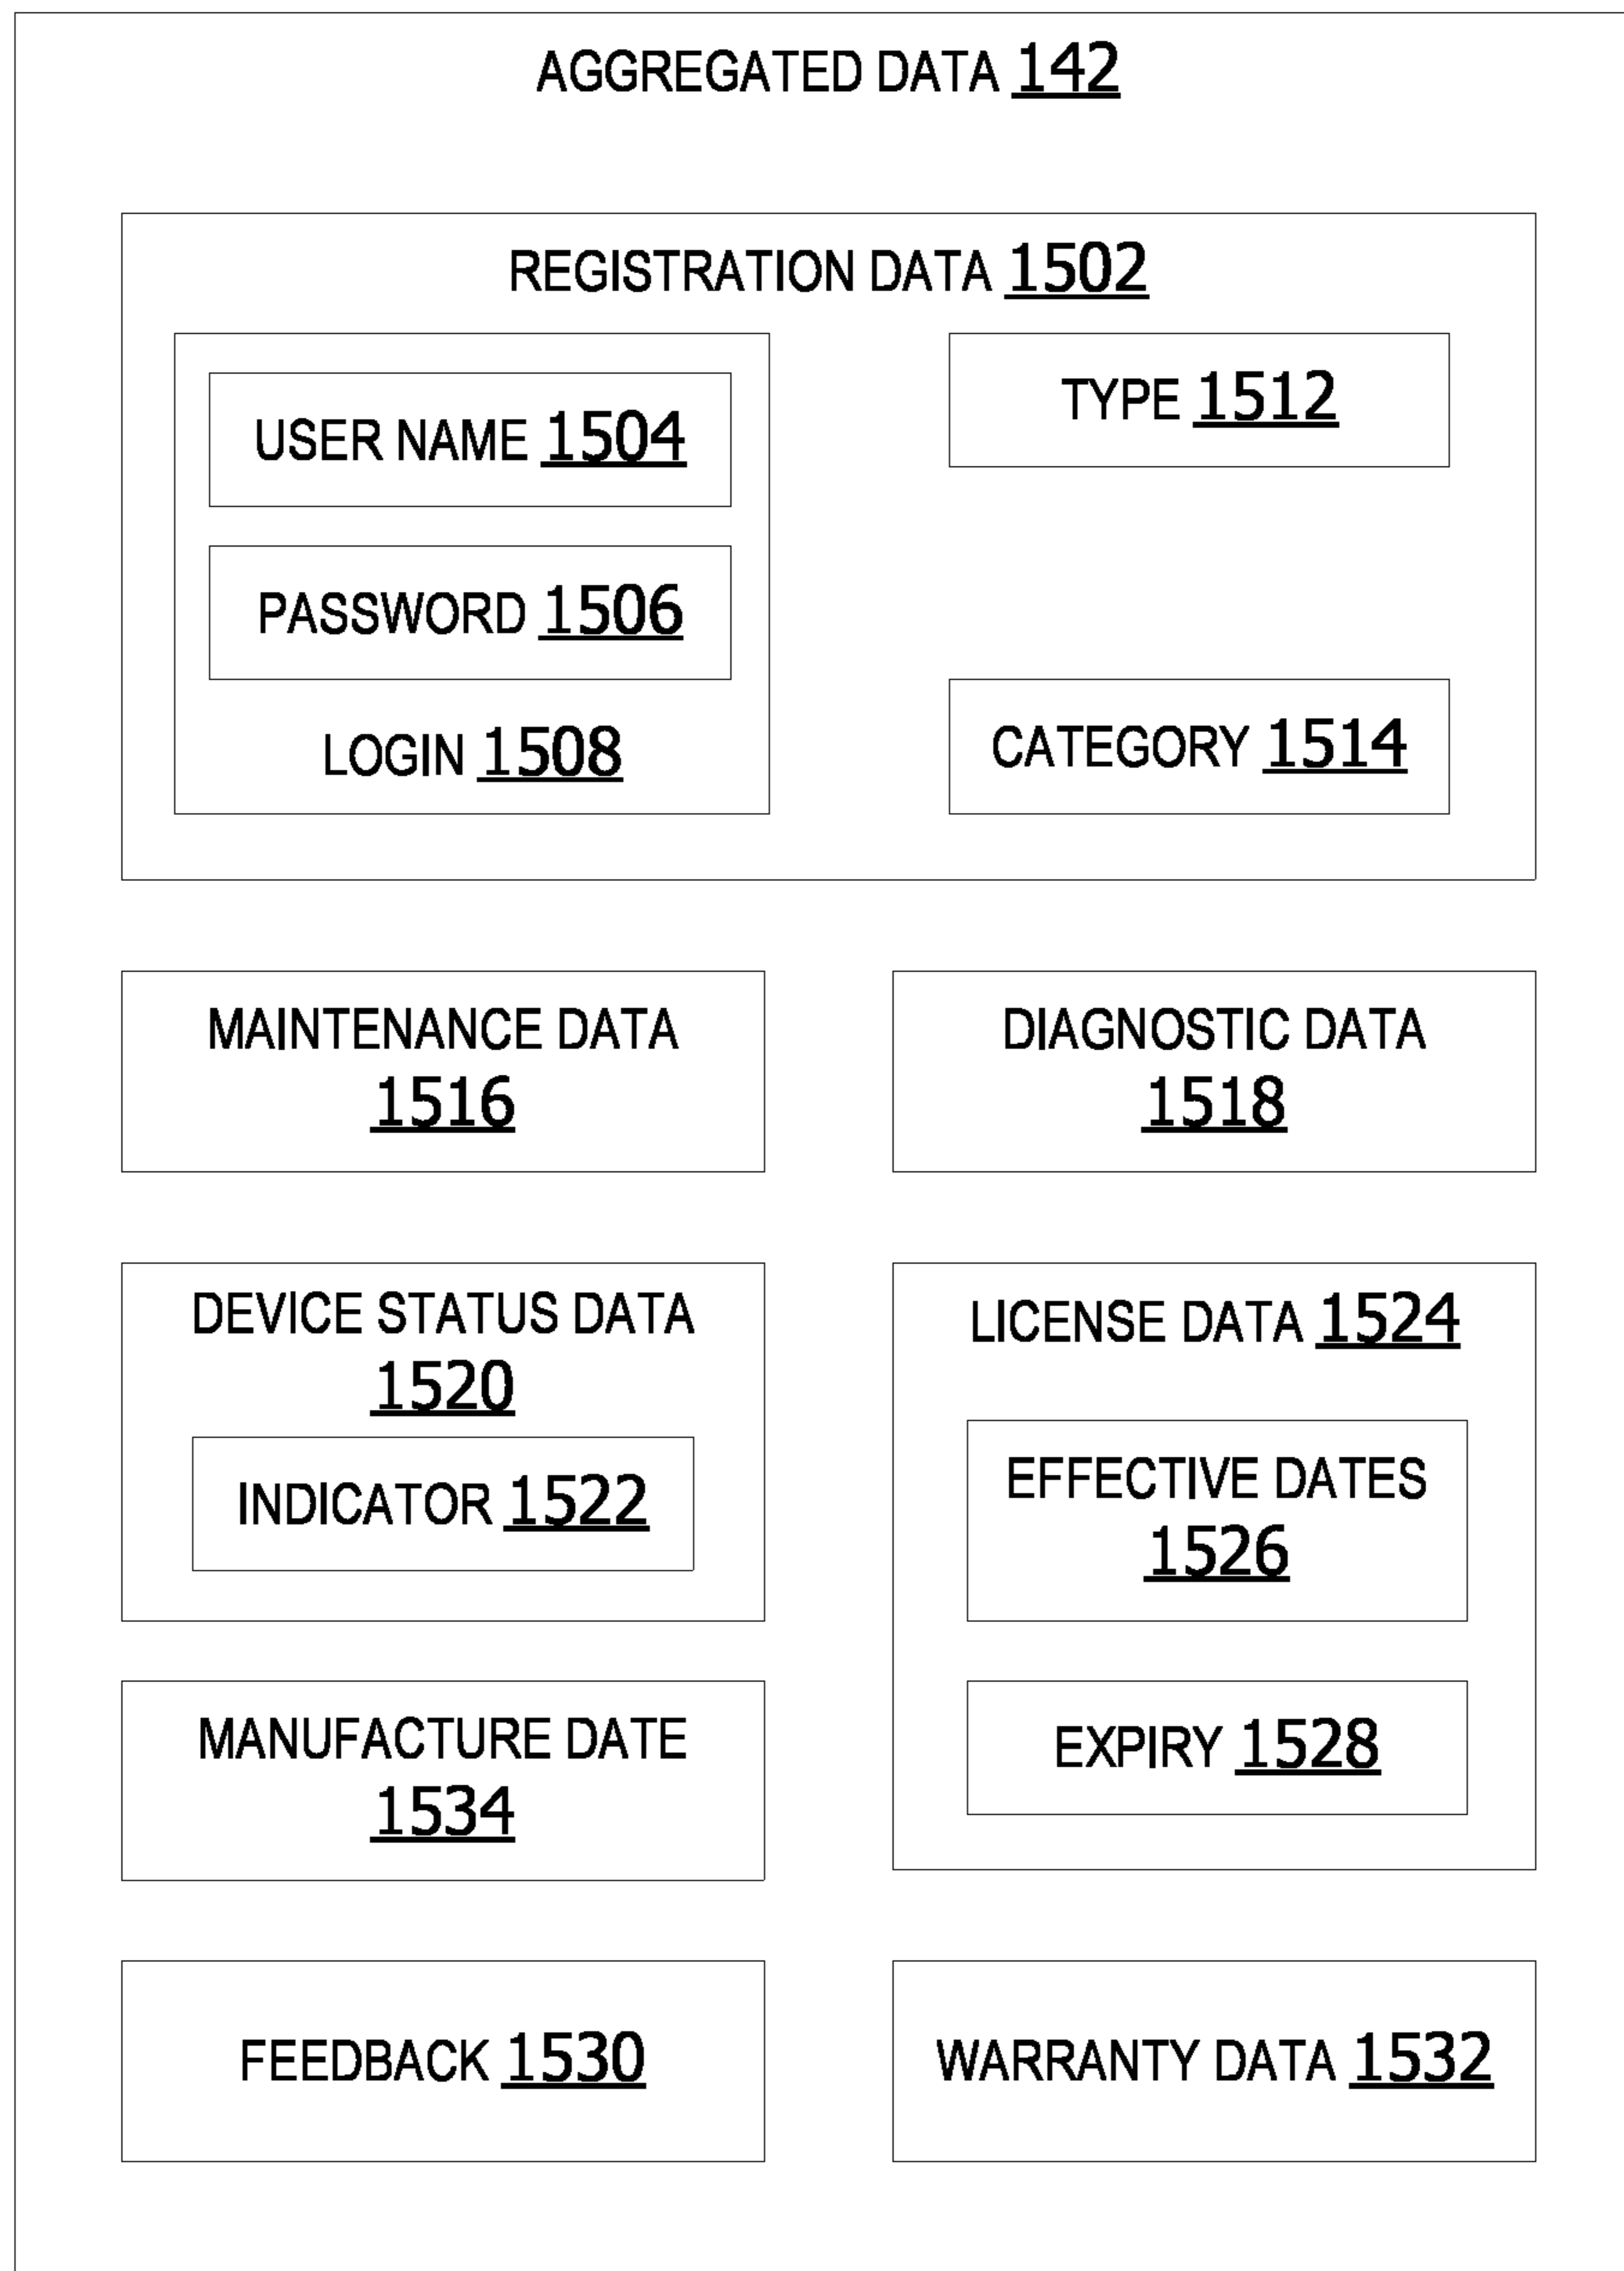 AGGREGATED DATA 142
REGISTRATION DATA 1502
USER NAME 1504
PASSWORD 1506
LOGIN 1508
TYPE 1512
CATEGORY 1514
MAINTENANCE DATA
1516
DIAGNOSTIC DATA
1518
DEVICE STATUS DATA
1520
INDICATOR 1522
LICENSE DATA 1524
EFFECTIVE DATES
1526
EXPIRY 1528
MANUFACTURE DATE
1534
FEEDBACK 1530
WARRANTY DATA 1532